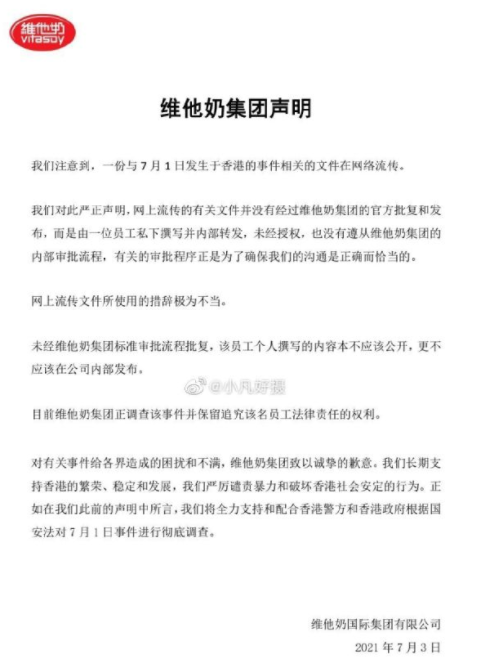 維他奶
vitasoy
维他奶集团声明
我们注意到，一份与 7 月 1 日发生于香港的事件相关的文件在网络流传。
我们对此严正声明，网上流传的有关文件并没有经过维他奶集团的官方批复和发
布，而是由一位员工私下撰写并内部转发，未经授权，也没有遵从维他奶集团的
内部审批流程，有关的审批程序正是为了确保我们的沟通是正确而恰当的。
网上流传文件所使用的措辞极为不当。
未经维他奶集团标准审批流程批复，该员工个人撰写的内容本不应该公开，更不
应该在公司内部发布。
@小凡好摄
目前维他奶集团正调查该事件并保留追究该名员工法律责任的权利。
对有关事件给各界造成的困扰和不满，维他奶集团致以诚挚的歉意。我们长期支
持香港的繁荣、稳定和发展，我们严厉谴责暴力和破坏香港社会安定的行为。正
如在我们此前的声明中所言，我们将全力支持和配合香港警方和香港政府根据国
安法对 7 月 1 日事件进行彻底调查。
维他奶国际集团有限公司
2021 年 7 月 3 日